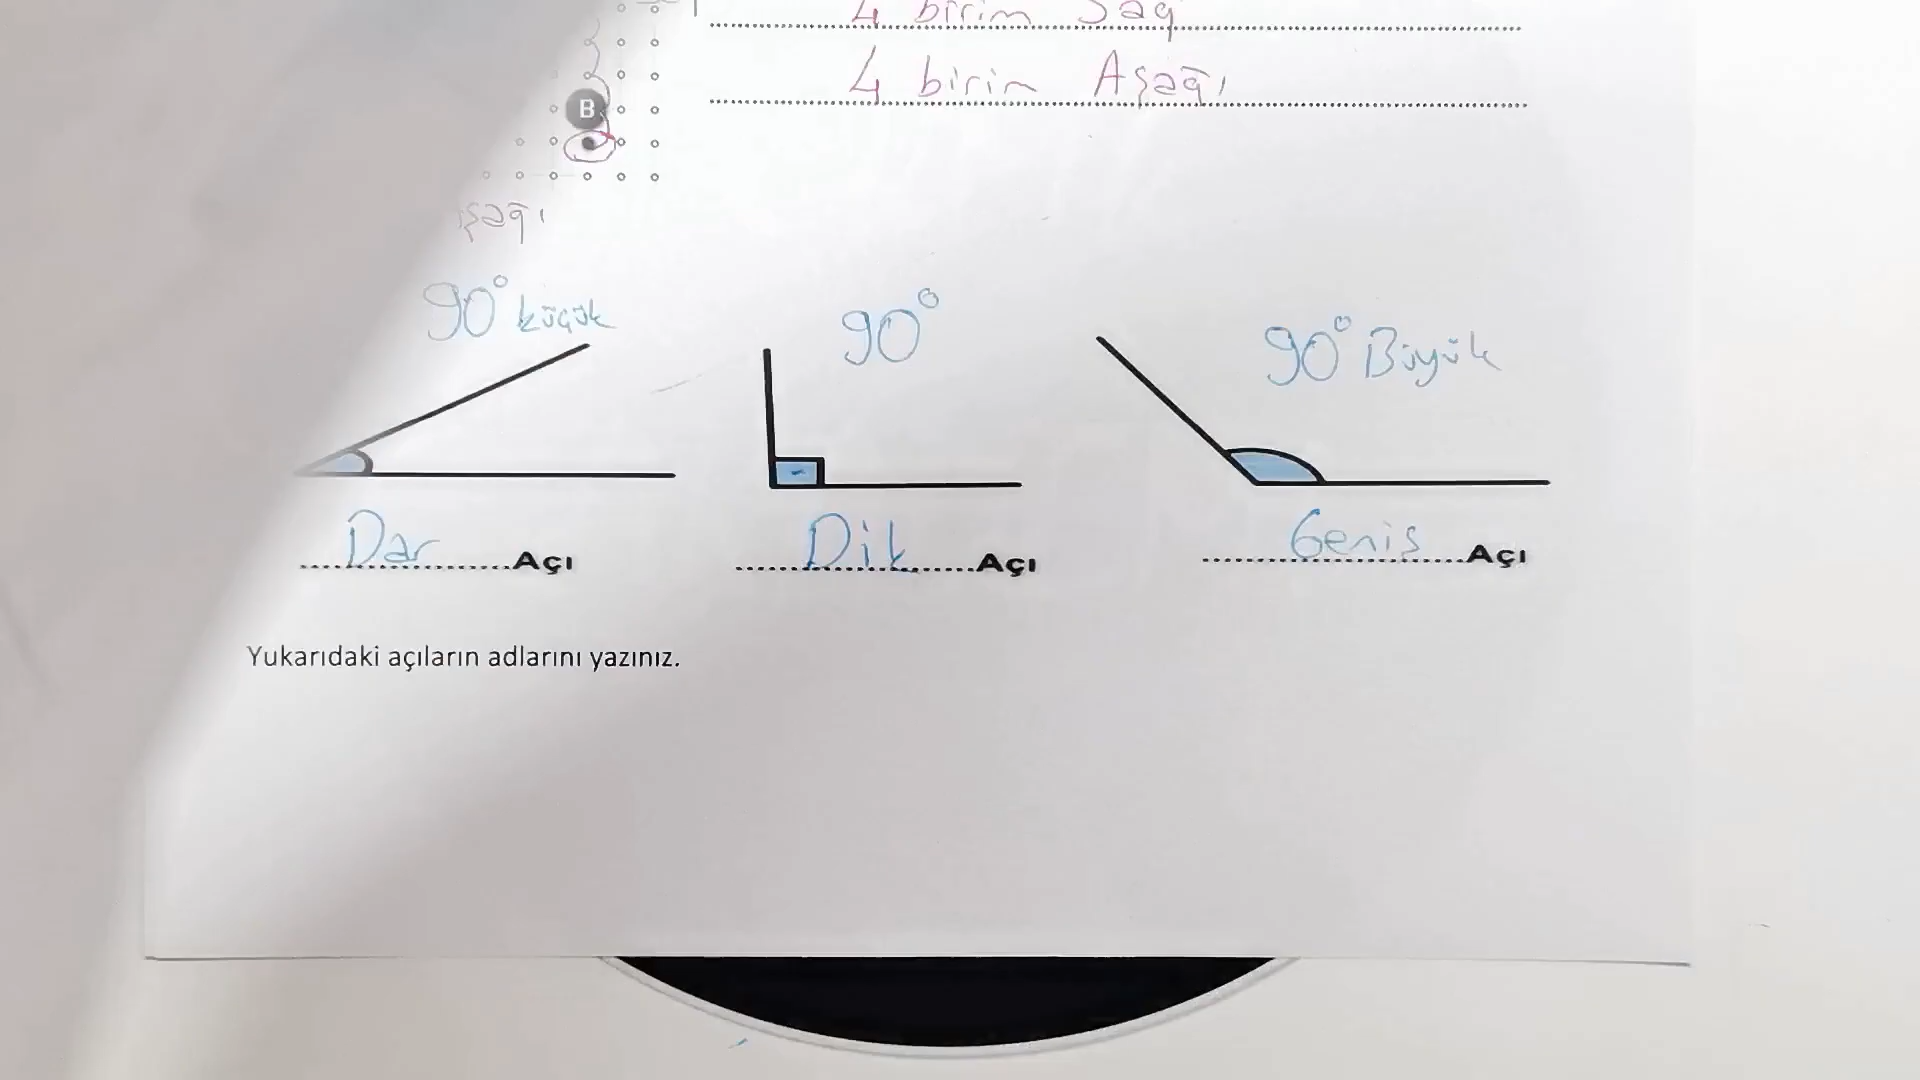 4 birim Sağ
4 birim Aşağı
B
şağı
90° küçük
90°
90° Büyük
Dar Açı
Dik Açı
Geniş Açı
Yukarıdaki açıların adlarını yazınız.